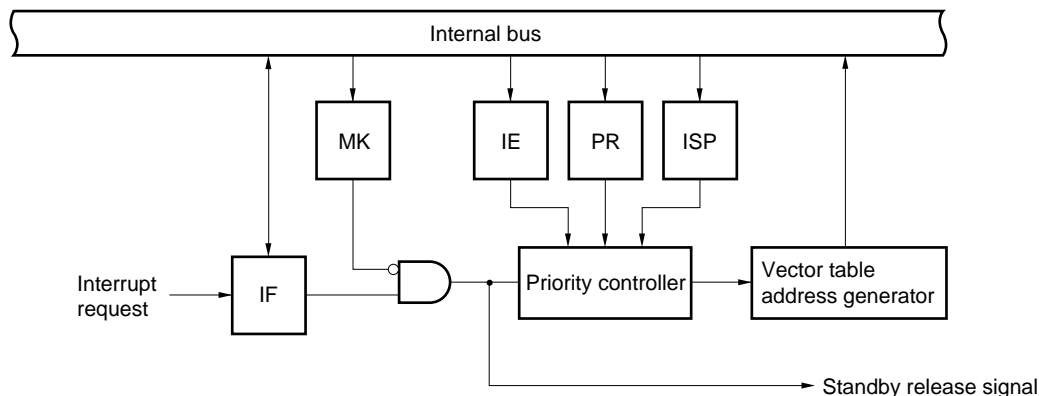 Internal bus
MK
IE
PR
ISP
Interrupt
request
IF
Priority controller
Vector table
address generator
Standby release signal